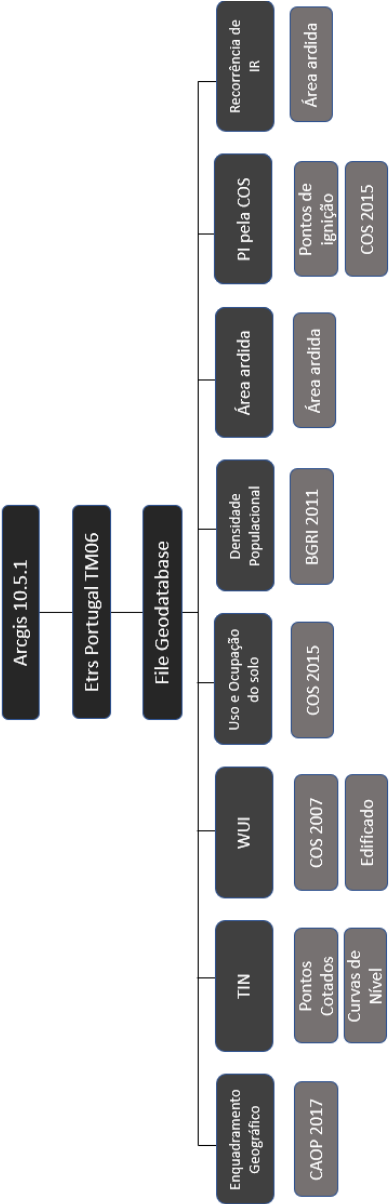 Arcgis 10.5.1
Etrs Portugal TM06
File Geodatabase
Enquadramento
Geográfico
CAOP 2017
TIN
Pontos
Cotados
Curvas de
Nível
WUI
COS 2007
Edificado
Uso e Ocupação
do solo
COS 2015
Densidade
Populacional
BGRI 2011
Área ardida
Área ardida
PI pela COS
Pontos de
ignição
COS 2015
Recorrência de
IR
Área ardida